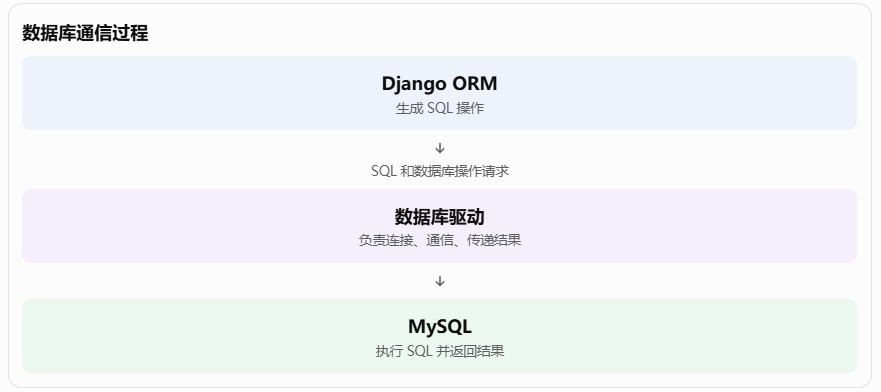 数据库通信过程
Django ORM
生成 SQL 操作
↓
SQL 和数据库操作请求
数据库驱动
负责连接、通信、传递结果
↓
MySQL
执行 SQL 并返回结果